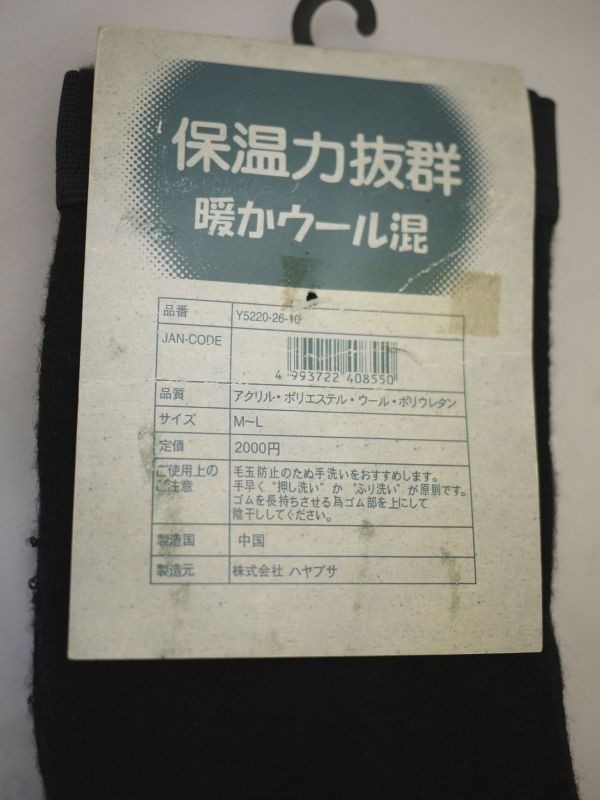 保温力抜群
暖かウール混
品番 Y5220-26-10
JAN-CODE
4 993722 408550
品質 アクリル・ポリエステル・ウール・ポリウレタン
サイズ M～L
定価 2000円
ご使用上の
ご注意
毛玉防止のため手洗いをおすすめします。
手早く“押し洗い”か“ふり洗い”が原則です。
ゴムを長持ちさせる為ゴム部を上にして
陰干ししてください。
製造国 中国
製造元 株式会社 ハヤブサ